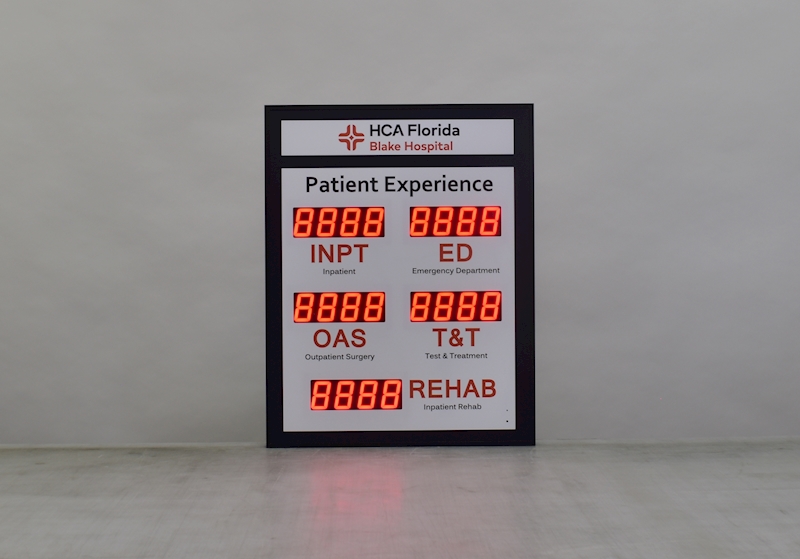 HCA Florida
Blake Hospital
Patient Experience
8888 8888
INPT ED
Inpatient Emergency Department
8888 8888
OAS T&T
Outpatient Surgery Test & Treatment
8888 REHAB
Inpatient Rehab